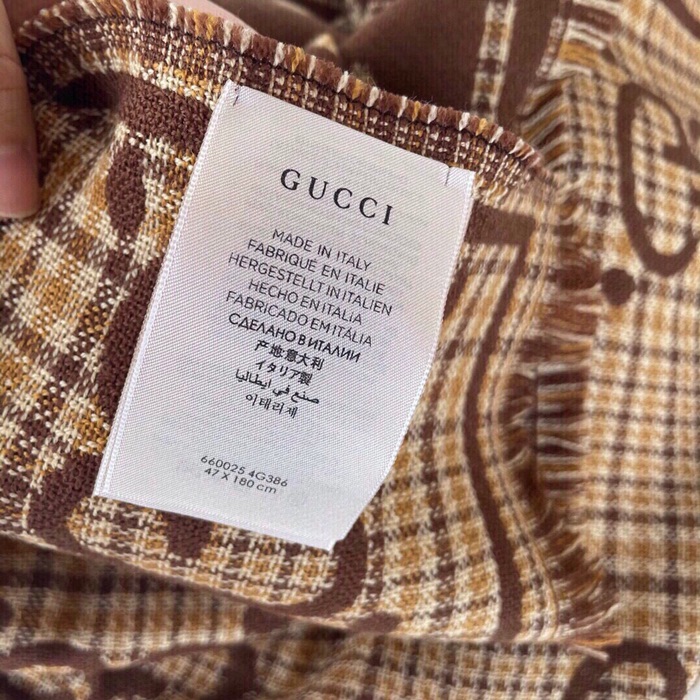 GUCCI
MADE IN ITALY
FABRIQUÉ EN ITALIE
HERGESTELLT IN ITALIEN
HECHO EN ITALIA
FABRICADO EM ITÁLIA
СДЕЛАНО В ИТАЛИИ
产地意大利
イタリア製
صنع في ايطاليا
이태리제
660025 4G386
47 X 180 cm